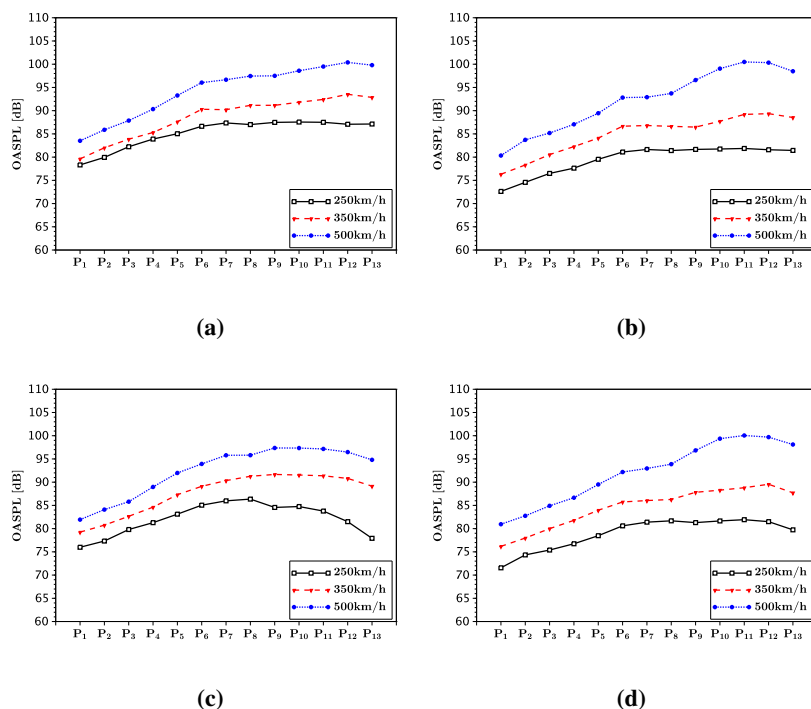 110
105
100
95
90
85
80
75
70
65
60
OASPL [dB]
250km/h
350km/h
500km/h
P₁ P₂ P₃ P₄ P₅ P₆ P₇ P₈ P₉ P₁₀ P₁₁ P₁₂ P₁₃
(a)
110
105
100
95
90
85
80
75
70
65
60
OASPL [dB]
250km/h
350km/h
500km/h
P₁ P₂ P₃ P₄ P₅ P₆ P₇ P₈ P₉ P₁₀ P₁₁ P₁₂ P₁₃
(b)
110
105
100
95
90
85
80
75
70
65
60
OASPL [dB]
250km/h
350km/h
500km/h
P₁ P₂ P₃ P₄ P₅ P₆ P₇ P₈ P₉ P₁₀ P₁₁ P₁₂ P₁₃
(c)
110
105
100
95
90
85
80
75
70
65
60
OASPL [dB]
250km/h
350km/h
500km/h
P₁ P₂ P₃ P₄ P₅ P₆ P₇ P₈ P₉ P₁₀ P₁₁ P₁₂ P₁₃
(d)